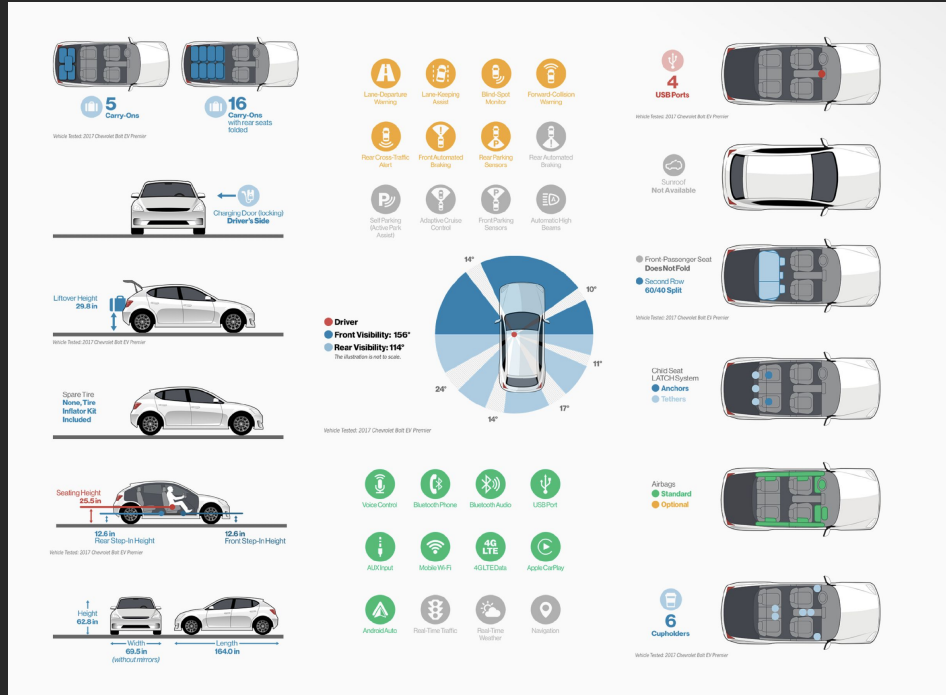 5
Carry-Ons
16
Carry-Ons
with rear seats
folded
Vehicle Tested: 2017 Chevrolet Bolt EV Premier
Charging Door (locking)
Driver's Side
Liftover Height
29.8 in
Vehicle Tested: 2017 Chevrolet Bolt EV Premier
Spare Tire
None, Tire
Inflator Kit
Included
Seating Height
25.5 in
12.6 in
Rear Step-In Height
12.6 in
Front Step-In Height
Vehicle Tested: 2017 Chevrolet Bolt EV Premier
Height
62.8 in
Width
69.5 in
(without mirrors)
Length
164.0 in
Lane-Departure
Warning
Lane-Keeping
Assist
Blind-Spot
Monitor
Forward-Collision
Warning
Rear Cross-Traffic
Alert
Front Automated
Braking
P
Rear Parking
Sensors
Rear Automated
Braking
P
Self Parking
(Active Park
Assist)
Adaptive Cruise
Control
P
Front Parking
Sensors
A
Automatic High
Beams
14°
10°
11°
17°
14°
24°
Driver
Front Visibility: 156°
Rear Visibility: 114°
The illustration is not to scale.
Vehicle Tested: 2017 Chevrolet Bolt EV Premier
Voice Control
Bluetooth Phone
Bluetooth Audio
USB Port
AUX Input
Mobile Wi-Fi
4G
LTE
4G LTE Data
Apple CarPlay
Android Auto
Real-Time Traffic
Real-Time
Weather
Navigation
4
USB Ports
Vehicle Tested: 2017 Chevrolet Bolt EV Premier
Sunroof
Not Available
Front-Passenger Seat
Does Not Fold
Second Row
60/40 Split
Vehicle Tested: 2017 Chevrolet Bolt EV Premier
Child Seat
LATCH System
Anchors
Tethers
Airbags
Standard
Optional
6
Cupholders
Vehicle Tested: 2017 Chevrolet Bolt EV Premier